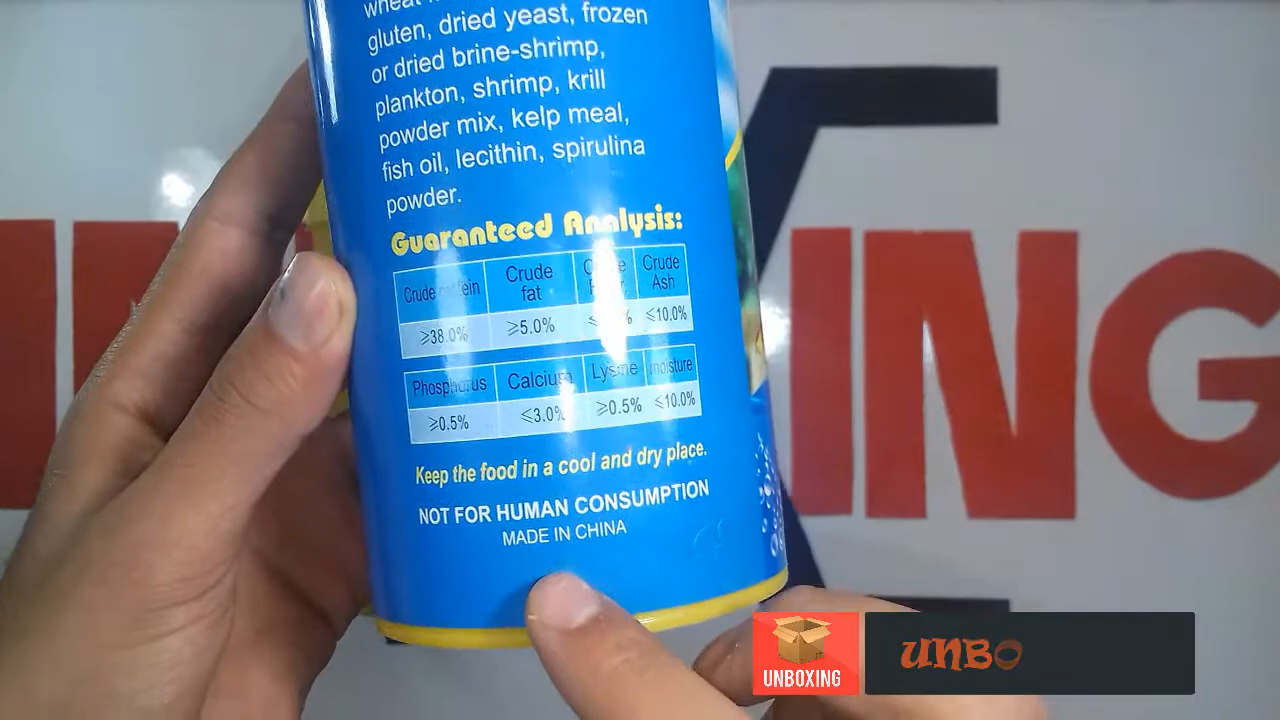 gluten, dried yeast, frozen
or dried brine-shrimp,
plankton, shrimp, krill
powder mix, kelp meal,
fish oil, lecithin, spirulina
powder.
Guaranteed Analysis:
Crude Crude fat Crude Ash
≥38.0% ≥5.0% ≤10.0%
Phosphorus Calcium Lysine moisture
≥0.5% ≤3.0% ≥0.5% ≤10.0%
Keep the food in a cool and dry place.
NOT FOR HUMAN CONSUMPTION
MADE IN CHINA
ING
UNBOXING
UNBO